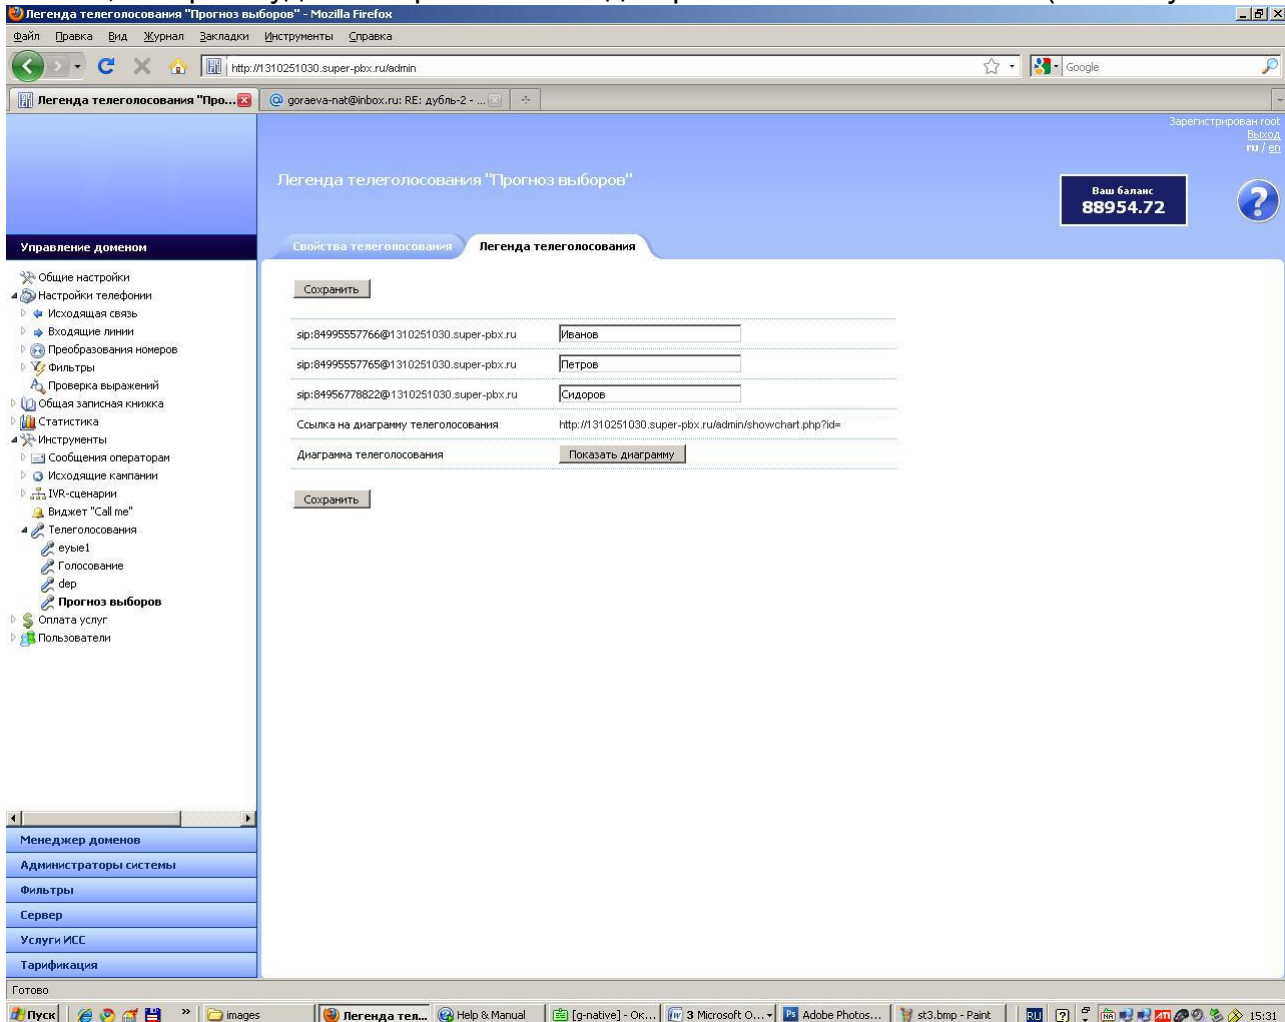 Легенда телеголосования "Прогноз выборов" - Mozilla Firefox
Файл Правка Вид Журнал Закладки Инструменты Справка
http://1310251030.super-pbx.ru/admin
Google
Легенда телеголосования "Про...
goraeva-nat@inbox.ru: RE: дубль-2 - ...
Зарегистрирован root
Выход
ru / en
Легенда телеголосования "Прогноз выборов"
Ваш баланс
88954.72
Управление доменом
Свойства телеголосования
Легенда телеголосования
Общие настройки
Настройки телефонии
Исходящая связь
Входящие линии
Преобразования номеров
Фильтры
Проверка выражений
Общая записная книжка
Статистика
Инструменты
Сообщения операторам
Исходящие кампании
IVR-сценарии
Виджет "Call me"
Телеголосования
еуые1
Голосование
dep
Прогноз выборов
Оплата услуг
Пользователи
Сохранить
sip:84995557766@1310251030.super-pbx.ru Иванов
sip:84995557765@1310251030.super-pbx.ru Петров
sip:84956778822@1310251030.super-pbx.ru Сидоров
Ссылка на диаграмму телеголосования http://1310251030.super-pbx.ru/admin/showchart.php?id=
Диаграмма телеголосования Показать диаграмму
Сохранить
Менеджер доменов
Администраторы системы
Фильтры
Сервер
Услуги ИСС
Тарификация
Готово
Пуск
images
Легенда тел...
Help & Manual
[g-native] - Ок...
3 Microsoft O...
Adobe Photos...
st3.bmp - Paint
RU
15:31